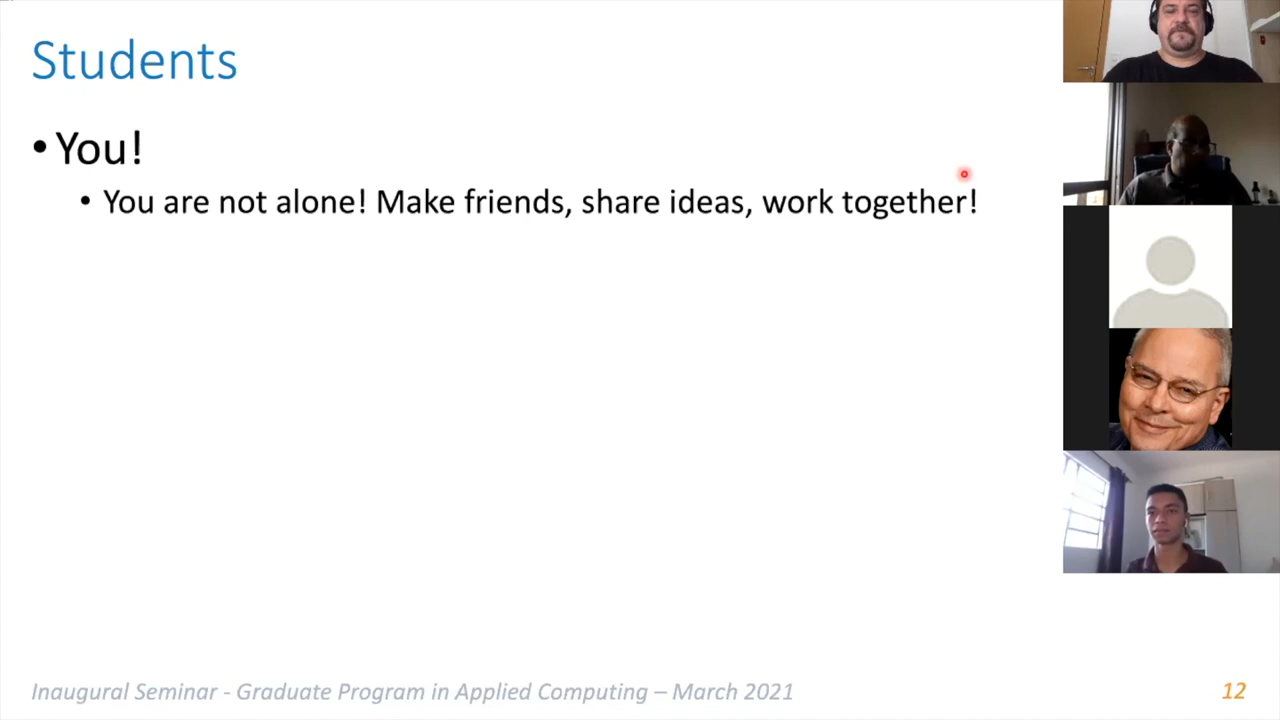 Students
• You!
• You are not alone! Make friends, share ideas, work together!
Inaugural Seminar - Graduate Program in Applied Computing – March 2021
12